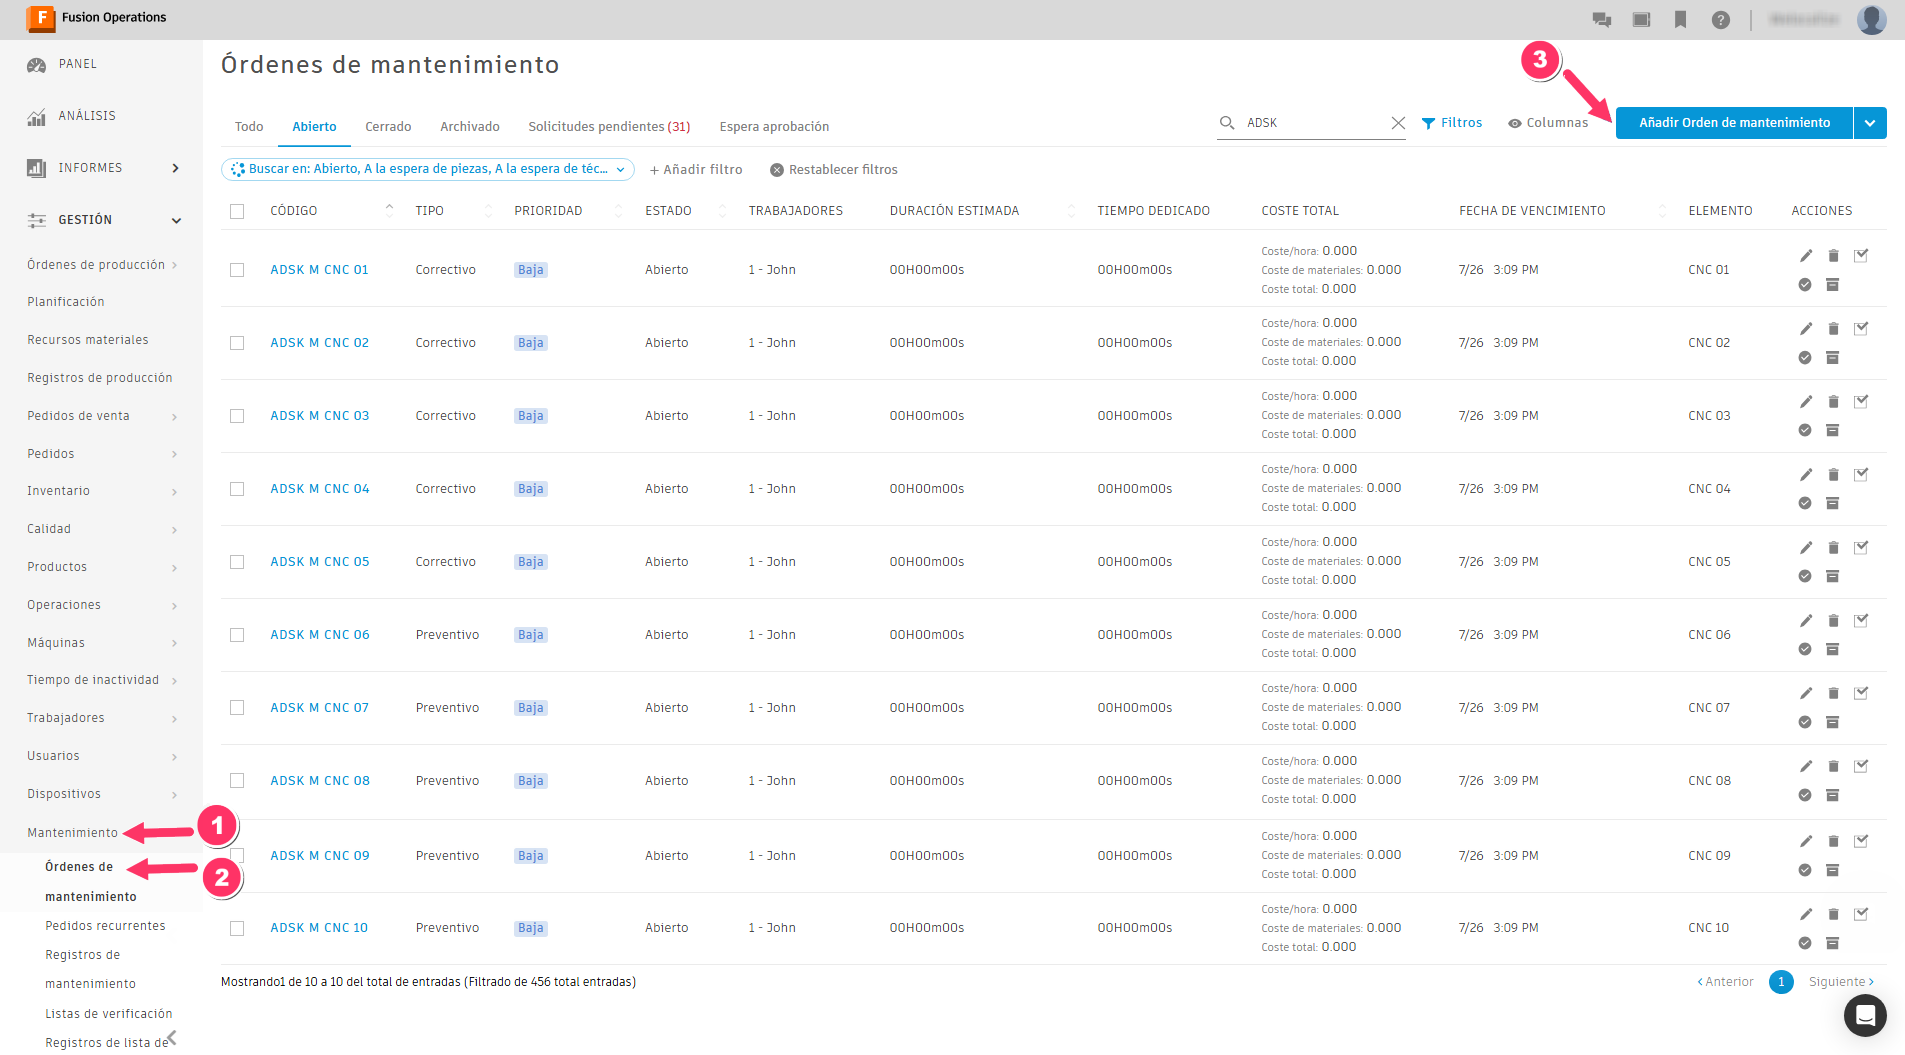 F Fusion Operations
PANEL
ANÁLISIS
INFORMES
GESTIÓN
Órdenes de producción
Planificación
Recursos materiales
Registros de producción
Pedidos de venta
Pedidos
Inventario
Calidad
Productos
Operaciones
Máquinas
Tiempo de inactividad
Trabajadores
Usuarios
Dispositivos
Mantenimiento
1
Órdenes de
mantenimiento
2
Pedidos recurrentes
Registros de
mantenimiento
Listas de verificación
Registros de lista de
Órdenes de mantenimiento
3
Todo Abierto Cerrado Archivado Solicitudes pendientes (31) Espera aprobación
ADSK Filtros Columnas Añadir Orden de mantenimiento
Buscar en: Abierto, A la espera de piezas, A la espera de téc... + Añadir filtro Restablecer filtros
CÓDIGO TIPO PRIORIDAD ESTADO TRABAJADORES DURACIÓN ESTIMADA TIEMPO DEDICADO COSTE TOTAL FECHA DE VENCIMIENTO ELEMENTO ACCIONES
Coste/hora: 0.000
ADSK M CNC 01 Correctivo Baja Abierto 1 - John 00H00m00s 00H00m00s Coste de materiales: 0.000 7/26 3:09 PM CNC 01
Coste total: 0.000
Coste/hora: 0.000
ADSK M CNC 02 Correctivo Baja Abierto 1 - John 00H00m00s 00H00m00s Coste de materiales: 0.000 7/26 3:09 PM CNC 02
Coste total: 0.000
Coste/hora: 0.000
ADSK M CNC 03 Correctivo Baja Abierto 1 - John 00H00m00s 00H00m00s Coste de materiales: 0.000 7/26 3:09 PM CNC 03
Coste total: 0.000
Coste/hora: 0.000
ADSK M CNC 04 Correctivo Baja Abierto 1 - John 00H00m00s 00H00m00s Coste de materiales: 0.000 7/26 3:09 PM CNC 04
Coste total: 0.000
Coste/hora: 0.000
ADSK M CNC 05 Correctivo Baja Abierto 1 - John 00H00m00s 00H00m00s Coste de materiales: 0.000 7/26 3:09 PM CNC 05
Coste total: 0.000
Coste/hora: 0.000
ADSK M CNC 06 Preventivo Baja Abierto 1 - John 00H00m00s 00H00m00s Coste de materiales: 0.000 7/26 3:09 PM CNC 06
Coste total: 0.000
Coste/hora: 0.000
ADSK M CNC 07 Preventivo Baja Abierto 1 - John 00H00m00s 00H00m00s Coste de materiales: 0.000 7/26 3:09 PM CNC 07
Coste total: 0.000
Coste/hora: 0.000
ADSK M CNC 08 Preventivo Baja Abierto 1 - John 00H00m00s 00H00m00s Coste de materiales: 0.000 7/26 3:09 PM CNC 08
Coste total: 0.000
Coste/hora: 0.000
ADSK M CNC 09 Preventivo Baja Abierto 1 - John 00H00m00s 00H00m00s Coste de materiales: 0.000 7/26 3:09 PM CNC 09
Coste total: 0.000
Coste/hora: 0.000
ADSK M CNC 10 Preventivo Baja Abierto 1 - John 00H00m00s 00H00m00s Coste de materiales: 0.000 7/26 3:09 PM CNC 10
Coste total: 0.000
Mostrando1 de 10 a 10 del total de entradas (Filtrado de 456 total entradas) Anterior 1 Siguiente